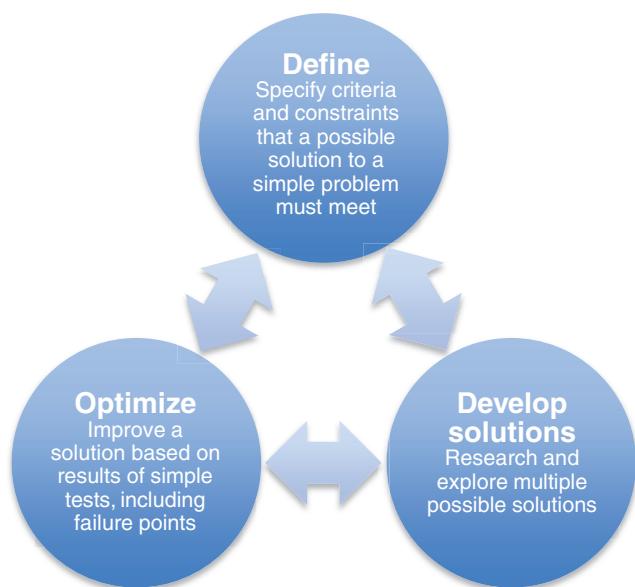 Define
Specify criteria
and constraints
that a possible
solution to a
simple problem
must meet
Optimize
Improve a
solution based on
results of simple
tests, including
failure points
Develop
solutions
Research and
explore multiple
possible solutions